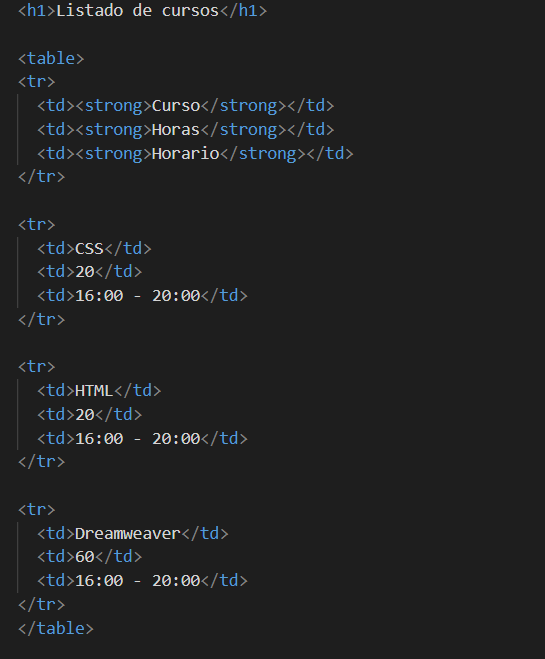 <h1>Listado de cursos</h1>
<table>
<tr>
<td><strong>Curso</strong></td>
<td><strong>Horas</strong></td>
<td><strong>Horario</strong></td>
</tr>
<tr>
<td>CSS</td>
<td>20</td>
<td>16:00 - 20:00</td>
</tr>
<tr>
<td>HTML</td>
<td>20</td>
<td>16:00 - 20:00</td>
</tr>
<tr>
<td>Dreamweaver</td>
<td>60</td>
<td>16:00 - 20:00</td>
</tr>
</table>